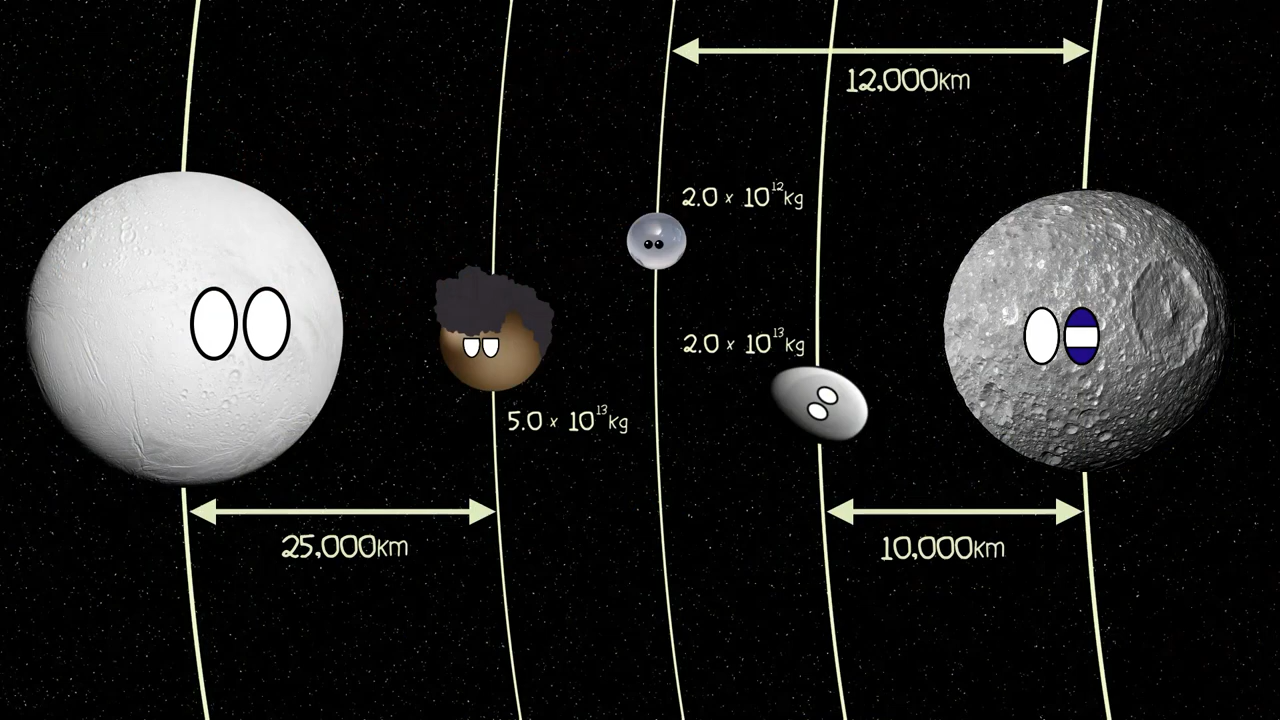 12,000km
2.0 × 10¹²kg
2.0 × 10¹³kg
5.0 × 10¹³kg
25,000km
10,000km